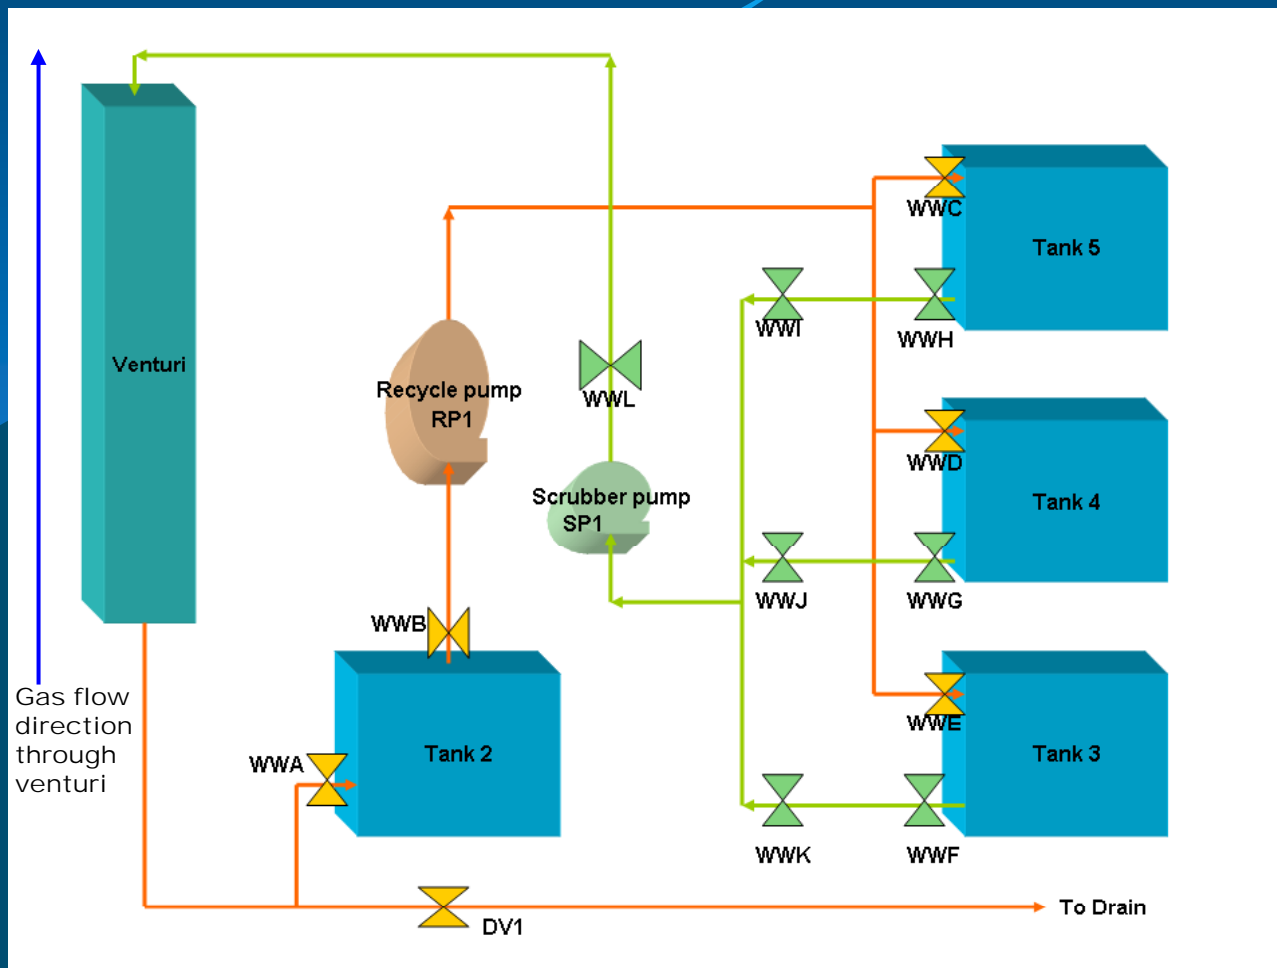 WWC
Tank 5
WWI
WWH
Venturi
Recycle pump
RP1
WWL
WWD
Scrubber pump
SP1
Tank 4
WWJ
WWG
WWB
Gas flow
direction
through
venturi
WWA
Tank 2
WWE
Tank 3
WWK
WWF
DV1
To Drain